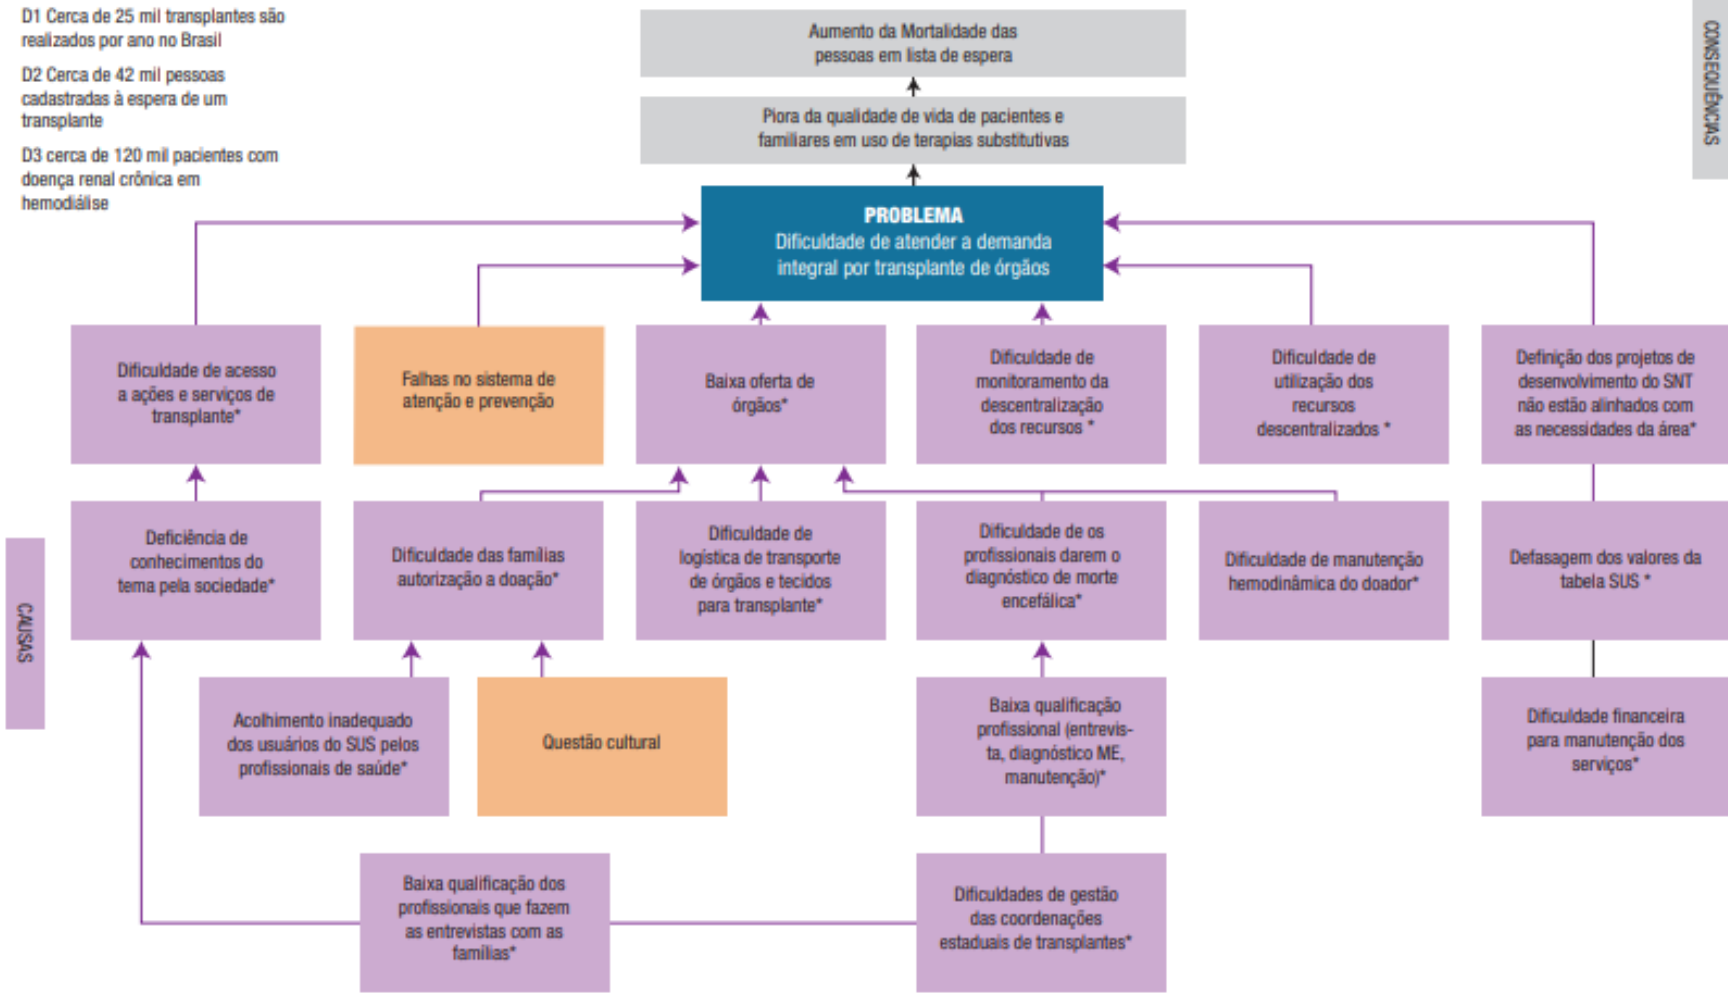 D1 Cerca de 25 mil transplantes são
realizados por ano no Brasil
D2 Cerca de 42 mil pessoas
cadastradas à espera de um
transplante
D3 cerca de 120 mil pacientes com
doença renal crônica em
hemodiálise
Aumento da Mortalidade das
pessoas em lista de espera
Piora da qualidade de vida de pacientes e
familiares em uso de terapias substitutivas
CONSEQUÊNCIAS
PROBLEMA
Dificuldade de atender a demanda
integral por transplante de órgãos
Dificuldade de acesso
a ações e serviços de
transplante*
Falhas no sistema de
atenção e prevenção
Baixa oferta de
órgãos*
Dificuldade de
monitoramento da
descentralização
dos recursos *
Dificuldade de
utilização dos
recursos
descentralizados *
Definição dos projetos de
desenvolvimento do SNT
não estão alinhados com
as necessidades da área*
CAUSAS
Deficiência de
conhecimentos do
tema pela sociedade*
Dificuldade das famílias
autorização a doação*
Dificuldade de
logística de transporte
de órgãos e tecidos
para transplante*
Dificuldade de os
profissionais darem o
diagnóstico de morte
encefálica*
Dificuldade de manutenção
hemodinâmica do doador*
Defasagem dos valores da
tabela SUS *
Acolhimento inadequado
dos usuários do SUS pelos
profissionais de saúde*
Questão cultural
Baixa qualificação
profissional (entrevis-
ta, diagnóstico ME,
manutenção)*
Dificuldade financeira
para manutenção dos
serviços*
Baixa qualificação dos
profissionais que fazem
as entrevistas com as
famílias*
Dificuldades de gestão
das coordenações
estaduais de transplantes*